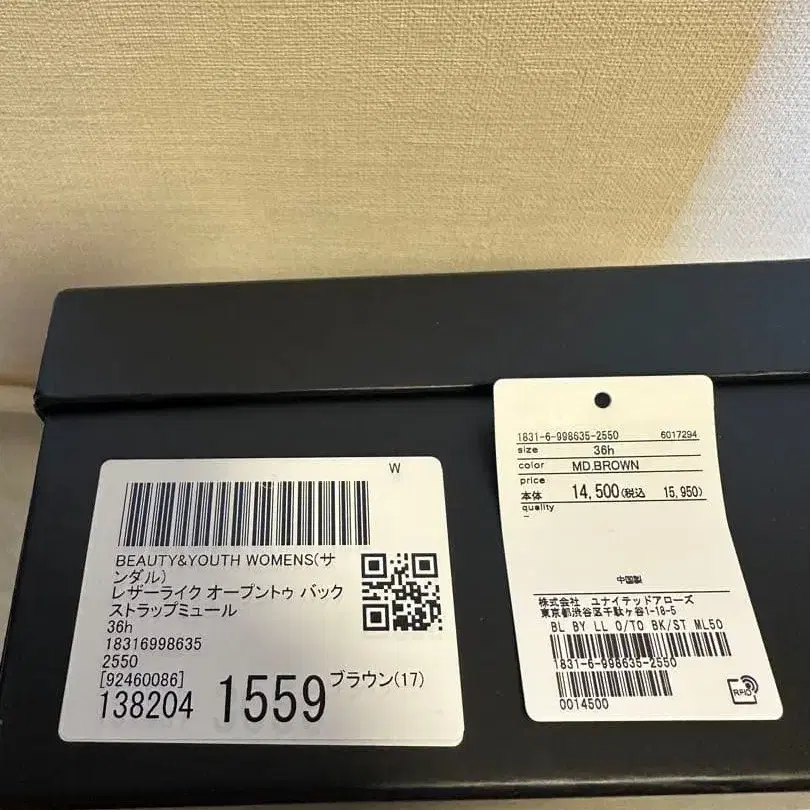 W
BEAUTY&YOUTH WOMENS(サ
ンダル)
レザーライク オープントゥ バック
ストラップミュール
36h
18316998635
2550
[92460086]
138204 1559 ブラウン(17)
1831-6-998635-2550 6017294
size 36h
color MD.BROWN
price
本体 14,500(税込 15,950)
quality
–
中国製
株式会社 ユナイテッドアローズ
東京都渋谷区千駄ヶ谷1-18-5
BL BY LL O/TO BK/ST ML50
1831-6-998635-2550
0014500
RFID